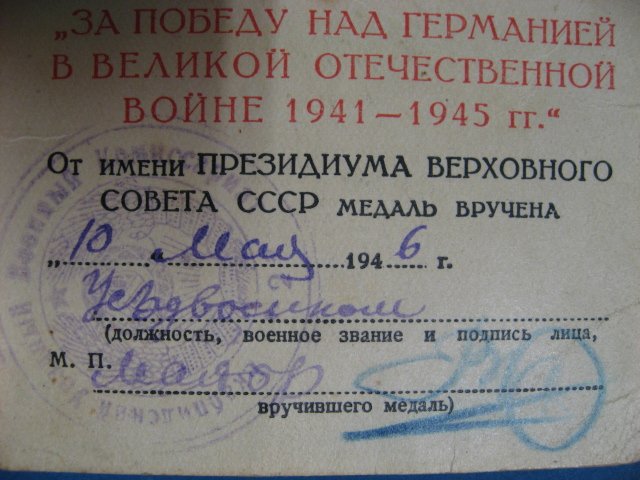 „ЗА ПОБЕДУ НАД ГЕРМАНИЕЙ
В ВЕЛИКОЙ ОТЕЧЕСТВЕННОЙ
ВОЙНЕ 1941—1945 гг.“
От имени ПРЕЗИДИУМА ВЕРХОВНОГО
СОВЕТА СССР МЕДАЛЬ ВРУЧЕНА
„10 Мая 1946 г.
Уездвоенком
(должность, военное звание и подпись лица,
М. П. Майор
вручившего медаль)